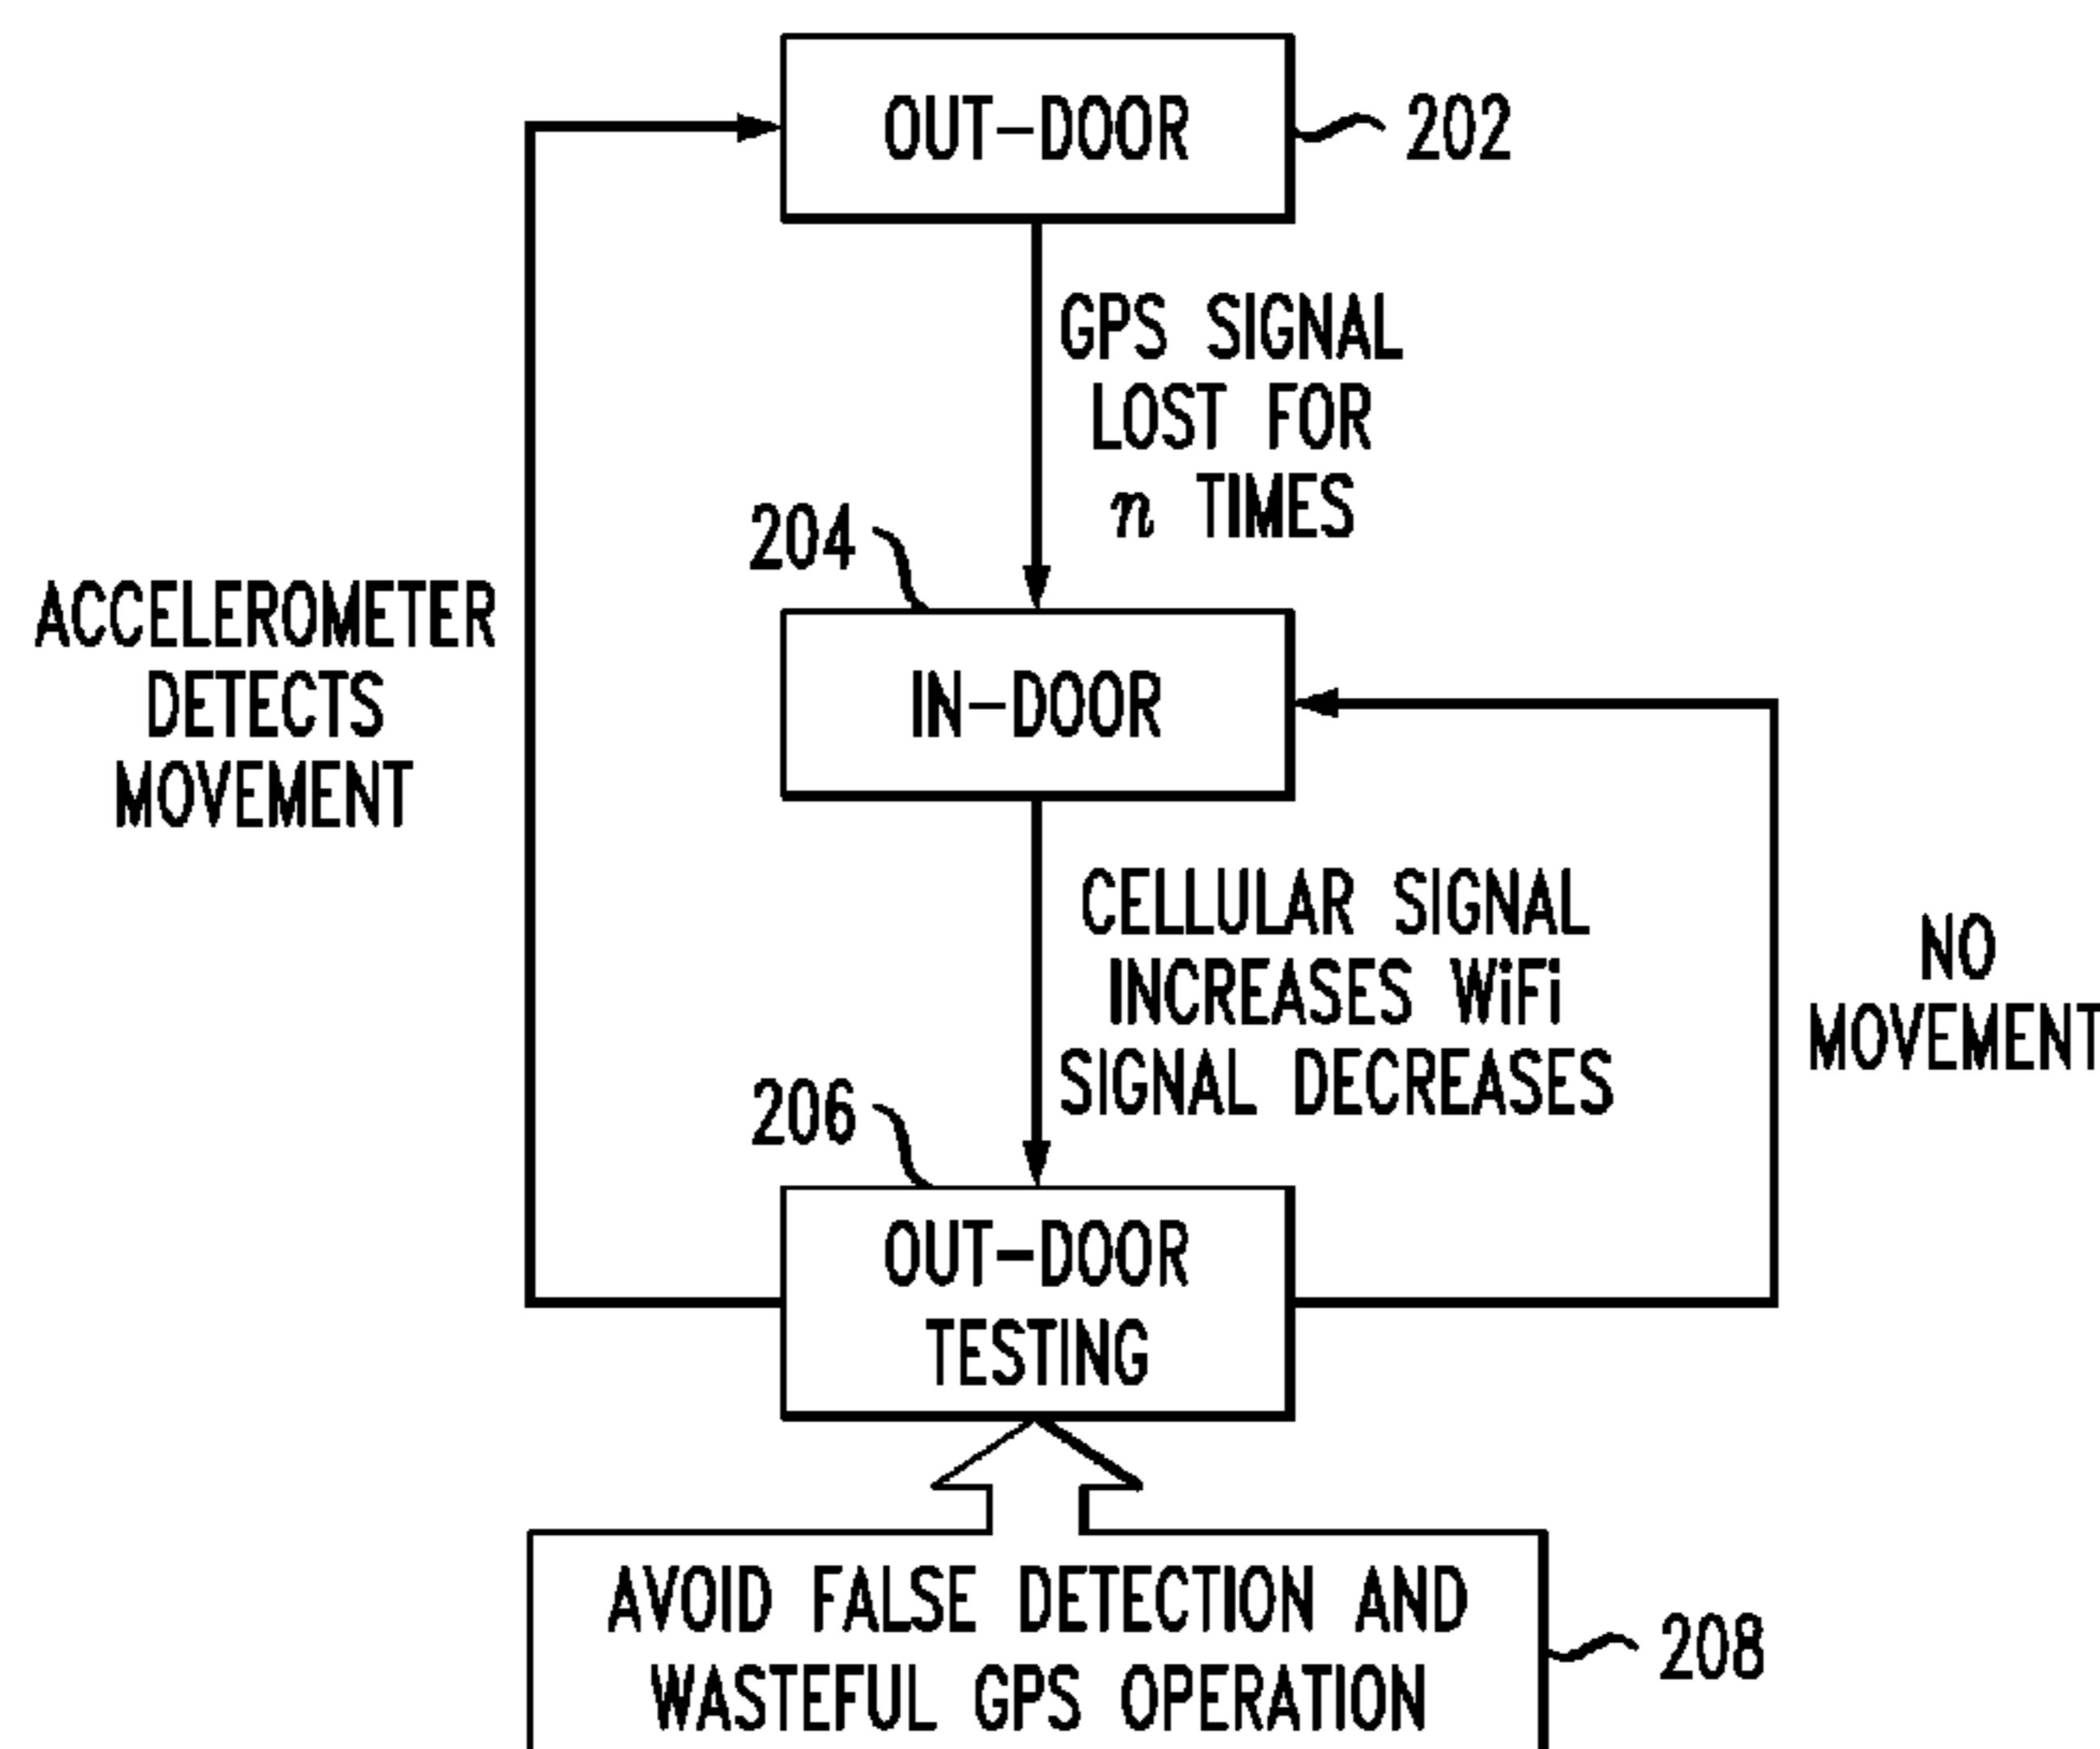 OUT-DOOR
202
GPS SIGNAL
LOST FOR
n TIMES
204
ACCELEROMETER
DETECTS
MOVEMENT
IN-DOOR
CELLULAR SIGNAL
INCREASES WiFi
SIGNAL DECREASES
NO
MOVEMENT
206
OUT-DOOR
TESTING
AVOID FALSE DETECTION AND
WASTEFUL GPS OPERATION
208